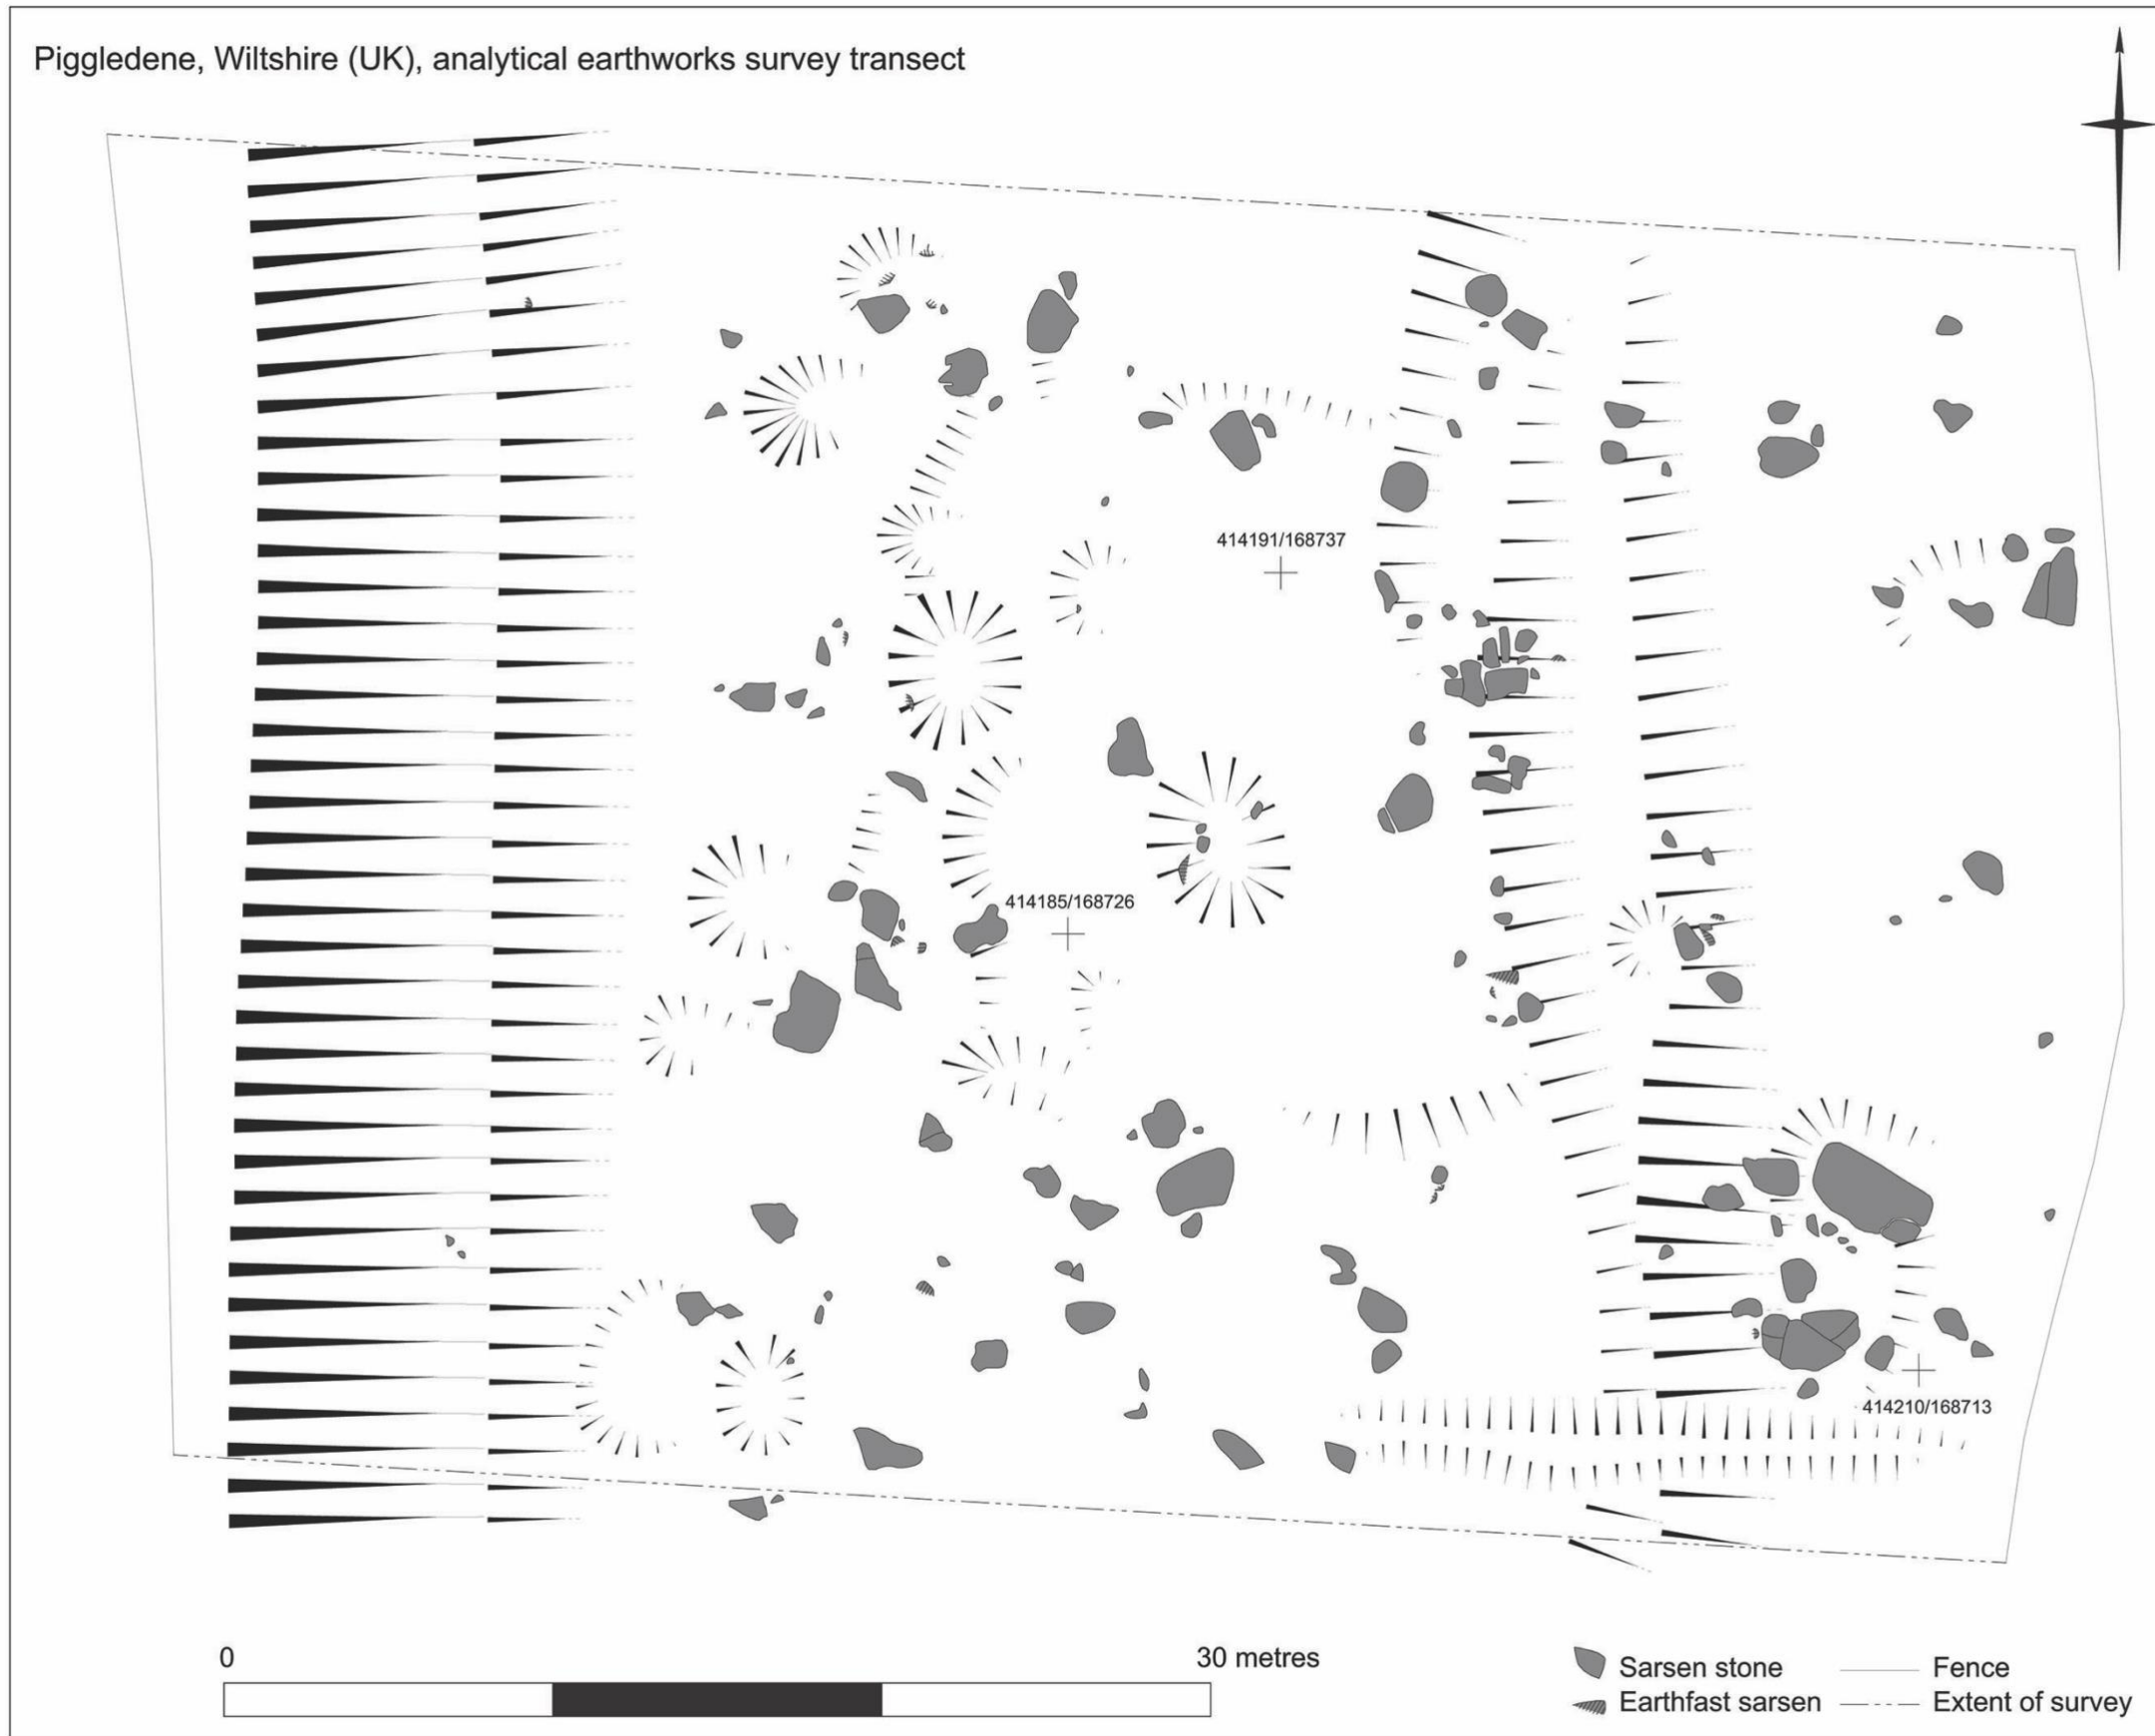 Piggledene, Wiltshire (UK), analytical earthworks survey transect
414191/168737
414185/168726
414210/168713
0 30 metres
Sarsen stone Fence
Earthfast sarsen Extent of survey